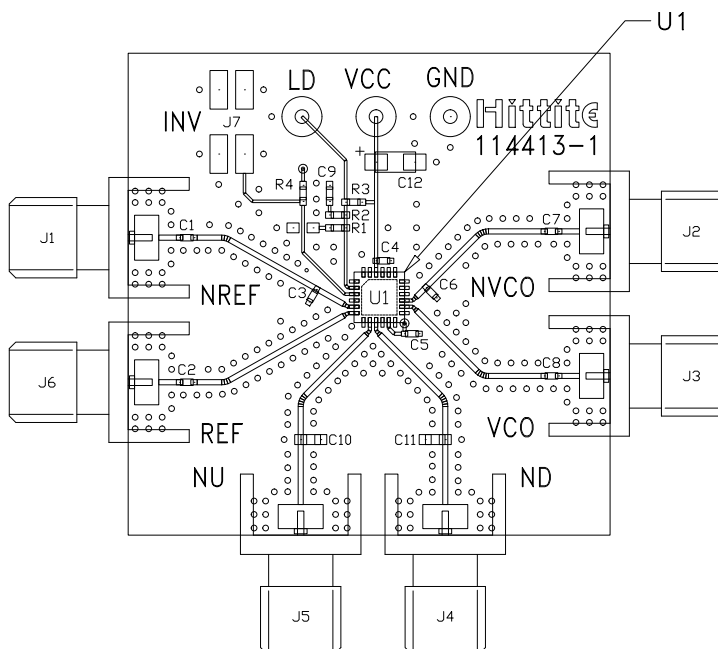 U1
LD VCC GND
Hittite
114413-1
INV
J7
+
C12
R4
C9
R3
R2
R1
J1
C1
C7
J2
C4
NREF
C3
U1
C6
NVCO
C5
J6
C2
C8
J3
REF
VCO
C10
C11
NU
ND
J5
J4